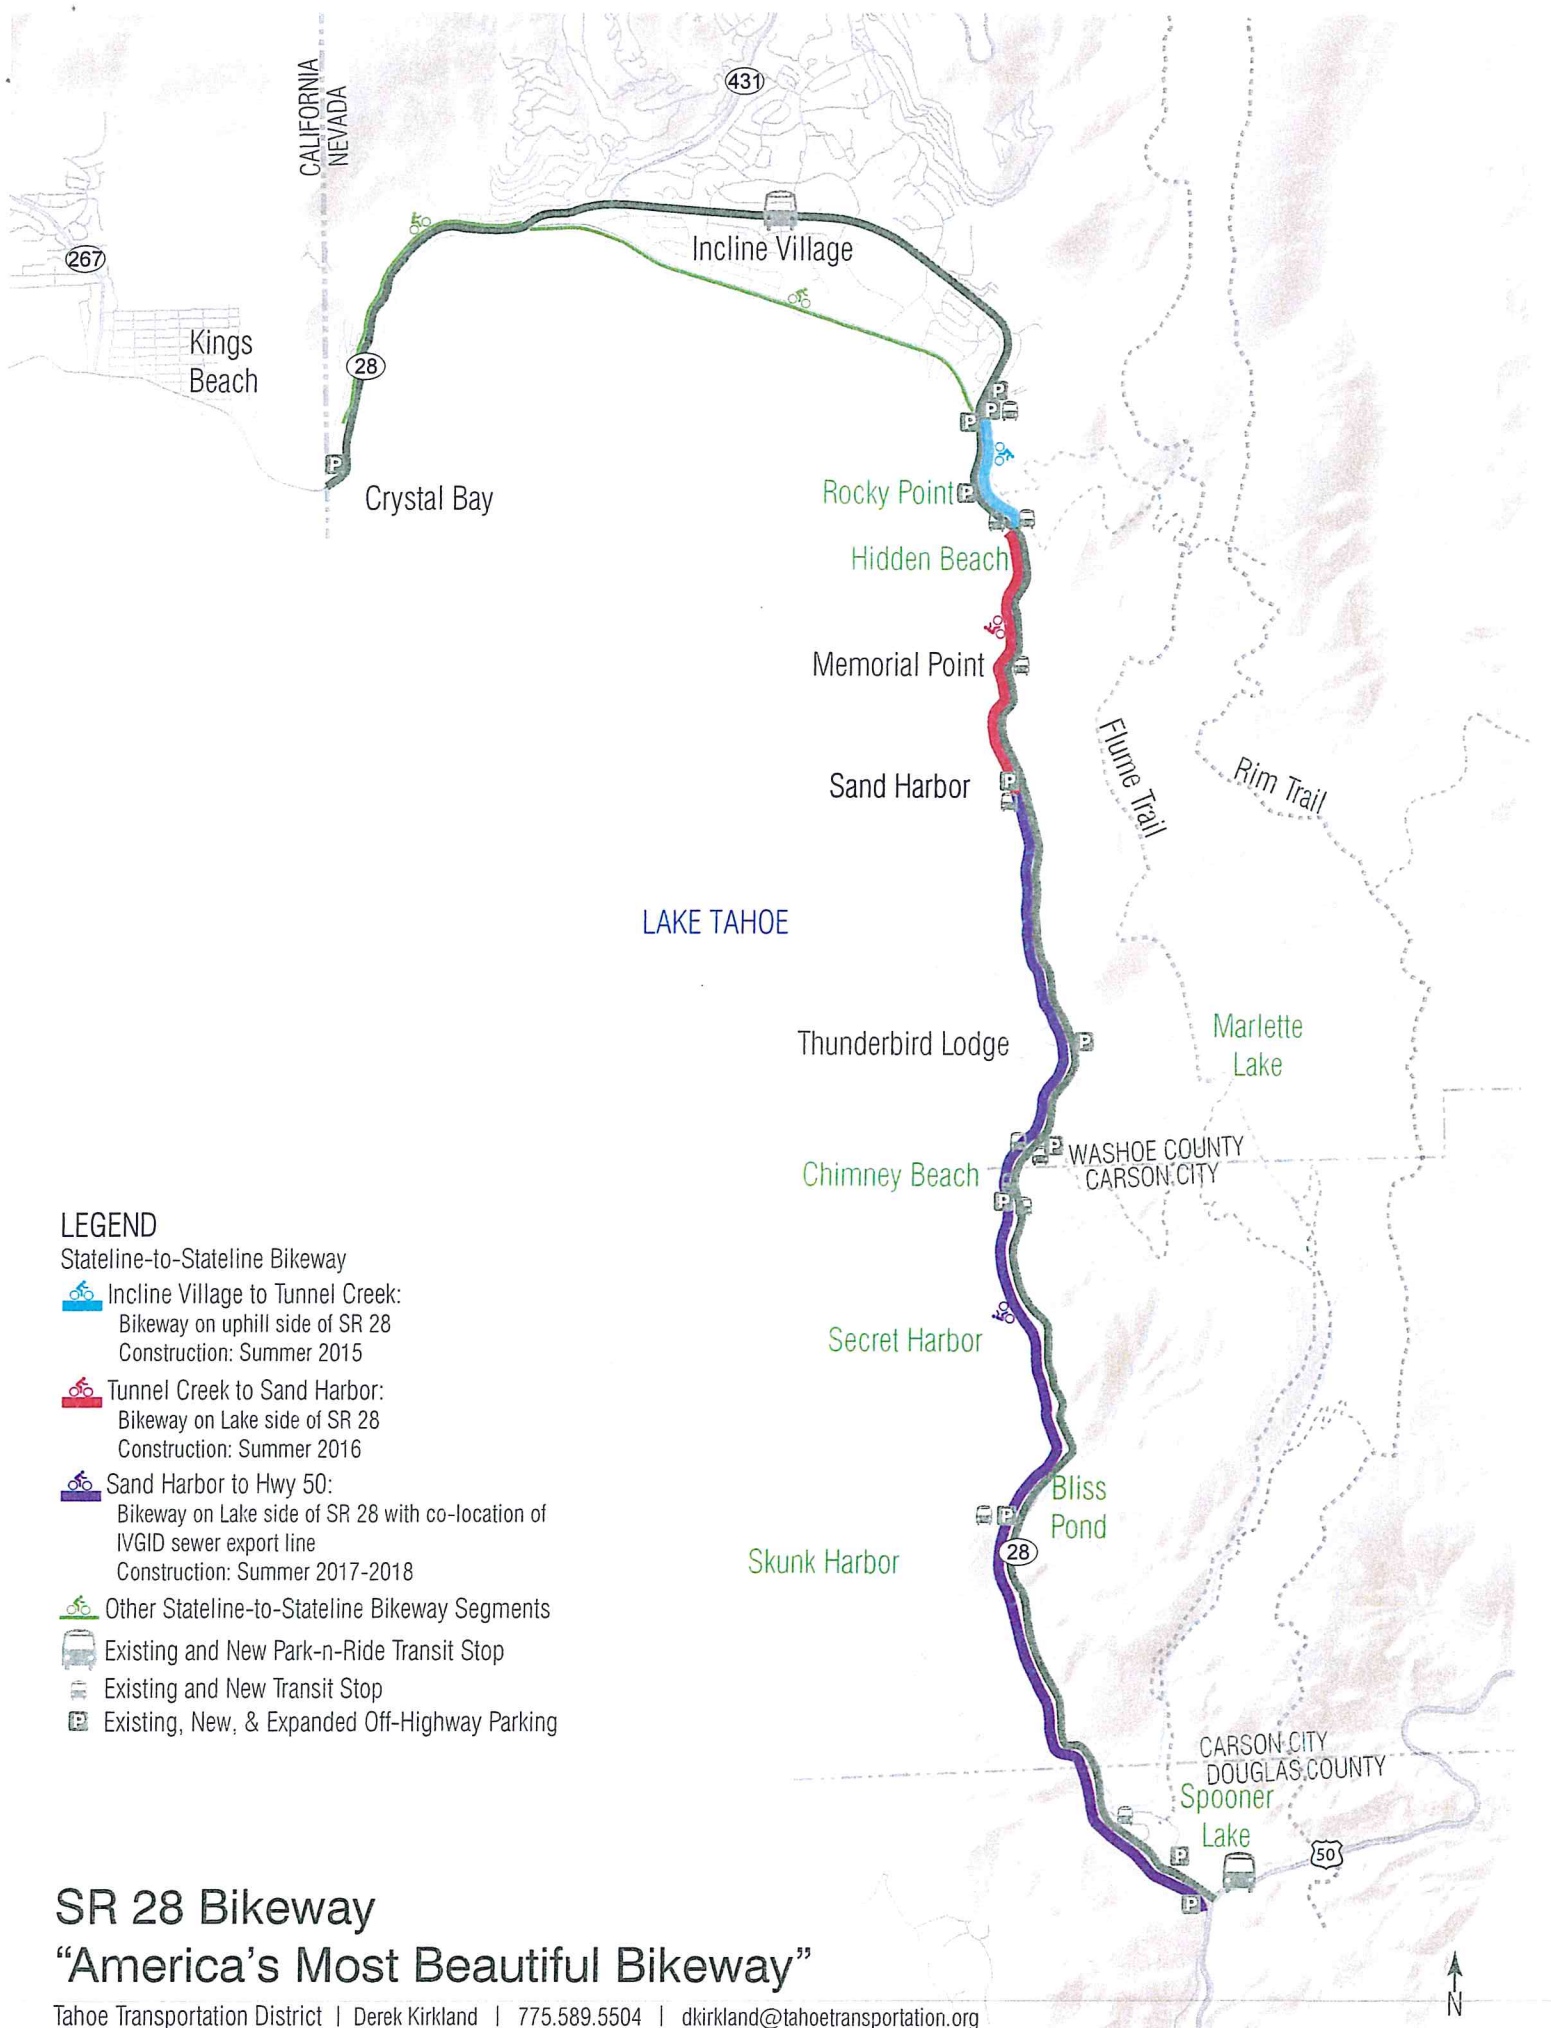 CALIFORNIA
NEVADA
431
267
Incline Village
Kings
Beach
28
P
P
P
P
Crystal Bay
Rocky Point
P
Hidden Beach
Memorial Point
Flume Trail
Rim Trail
Sand Harbor
P
LAKE TAHOE
Marlette
Lake
Thunderbird Lodge
P
P
WASHOE COUNTY
CARSON CITY
Chimney Beach
P
LEGEND
Stateline-to-Stateline Bikeway
Incline Village to Tunnel Creek:
Bikeway on uphill side of SR 28
Construction: Summer 2015
Tunnel Creek to Sand Harbor:
Bikeway on Lake side of SR 28
Construction: Summer 2016
Sand Harbor to Hwy 50:
Bikeway on Lake side of SR 28 with co-location of
IVGID sewer export line
Construction: Summer 2017-2018
Other Stateline-to-Stateline Bikeway Segments
Existing and New Park-n-Ride Transit Stop
Existing and New Transit Stop
P Existing, New, & Expanded Off-Highway Parking
Secret Harbor
Bliss
Pond
P
28
Skunk Harbor
CARSON CITY
DOUGLAS COUNTY
Spooner
Lake
50
P
P
SR 28 Bikeway
“America’s Most Beautiful Bikeway”
N
Tahoe Transportation District | Derek Kirkland | 775.589.5504 | dkirkland@tahoetransportation.org